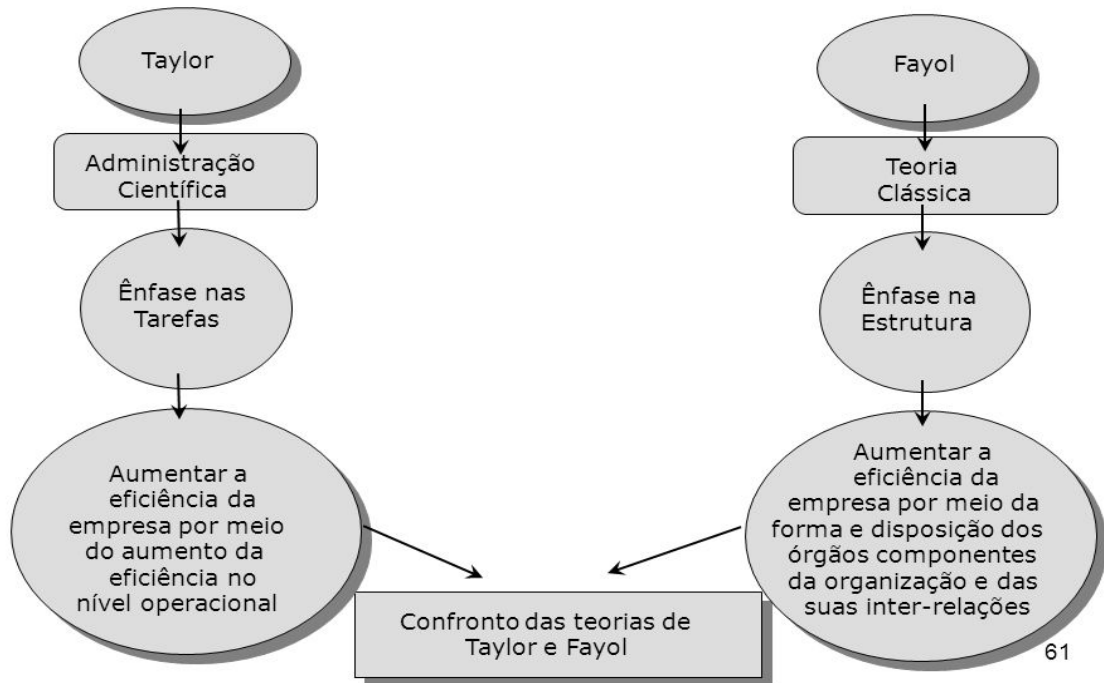 Taylor
Administração
Científica
Ênfase nas
Tarefas
Aumentar a
eficiência da
empresa por meio
do aumento da
eficiência no
nível operacional
Fayol
Teoria
Clássica
Ênfase na
Estrutura
Aumentar a
eficiência da
empresa por meio da
forma e disposição dos
órgãos componentes
da organização e das
suas inter-relações
Confronto das teorias de
Taylor e Fayol
61